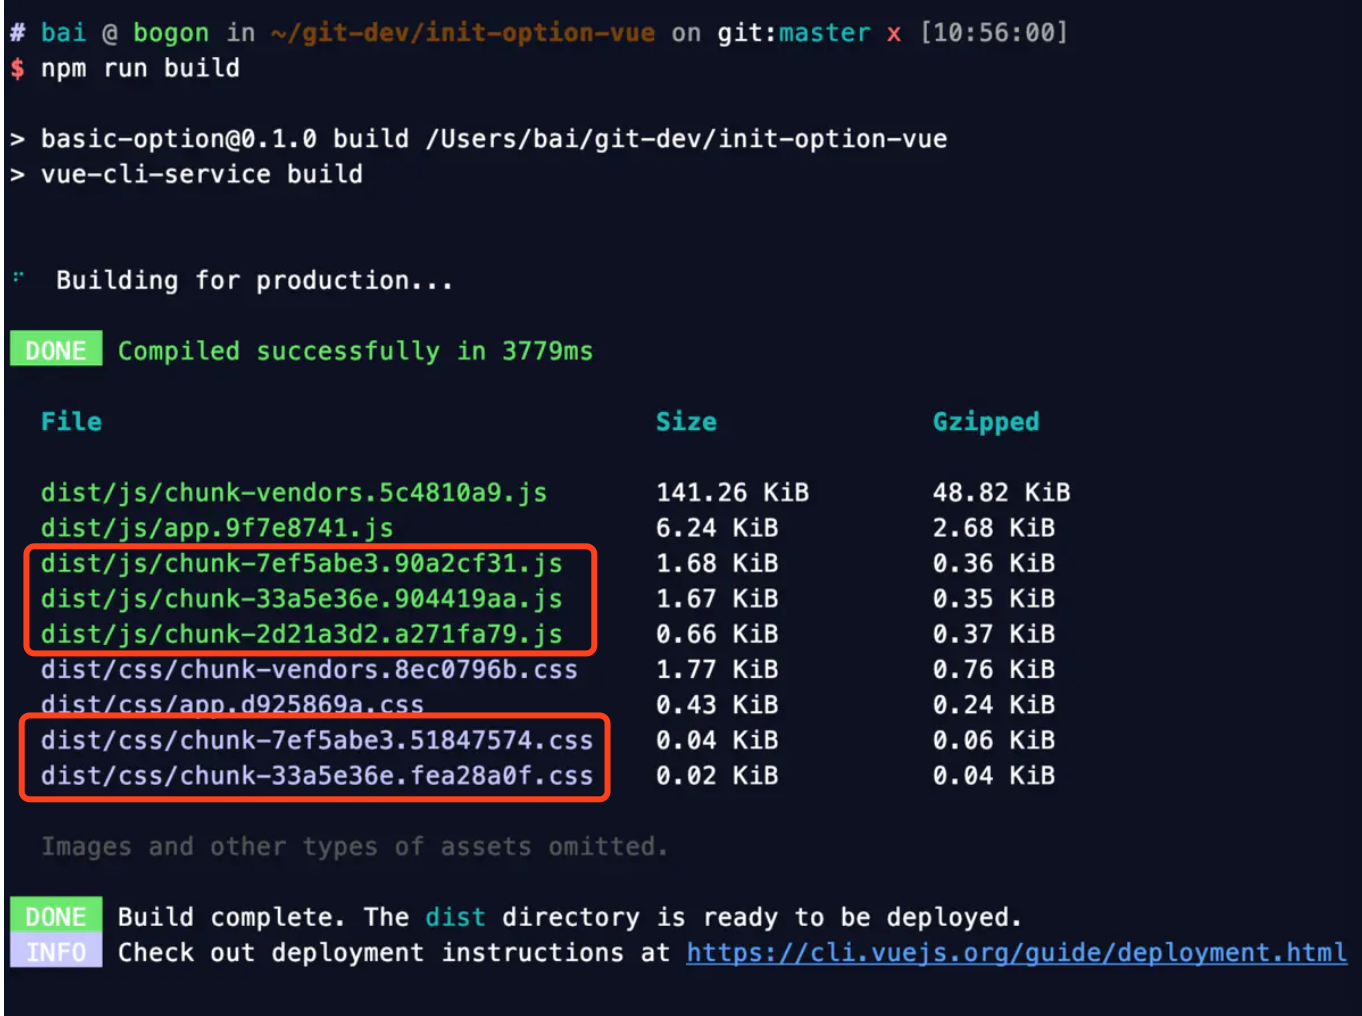 # bai @ bogon in ~/git-dev/init-option-vue on git:master x [10:56:00]
$ npm run build
> basic-option@0.1.0 build /Users/bai/git-dev/init-option-vue
> vue-cli-service build
Building for production...
DONE Compiled successfully in 3779ms
File Size Gzipped
dist/js/chunk-vendors.5c4810a9.js 141.26 KiB 48.82 KiB
dist/js/app.9f7e8741.js 6.24 KiB 2.68 KiB
dist/js/chunk-7ef5abe3.90a2cf31.js 1.68 KiB 0.36 KiB
dist/js/chunk-33a5e36e.904419aa.js 1.67 KiB 0.35 KiB
dist/js/chunk-2d21a3d2.a271fa79.js 0.66 KiB 0.37 KiB
dist/css/chunk-vendors.8ec0796b.css 1.77 KiB 0.76 KiB
dist/css/app.d925869a.css 0.43 KiB 0.24 KiB
dist/css/chunk-7ef5abe3.51847574.css 0.04 KiB 0.06 KiB
dist/css/chunk-33a5e36e.fea28a0f.css 0.02 KiB 0.04 KiB
Images and other types of assets omitted.
DONE Build complete. The dist directory is ready to be deployed.
INFO Check out deployment instructions at https://cli.vuejs.org/guide/deployment.html